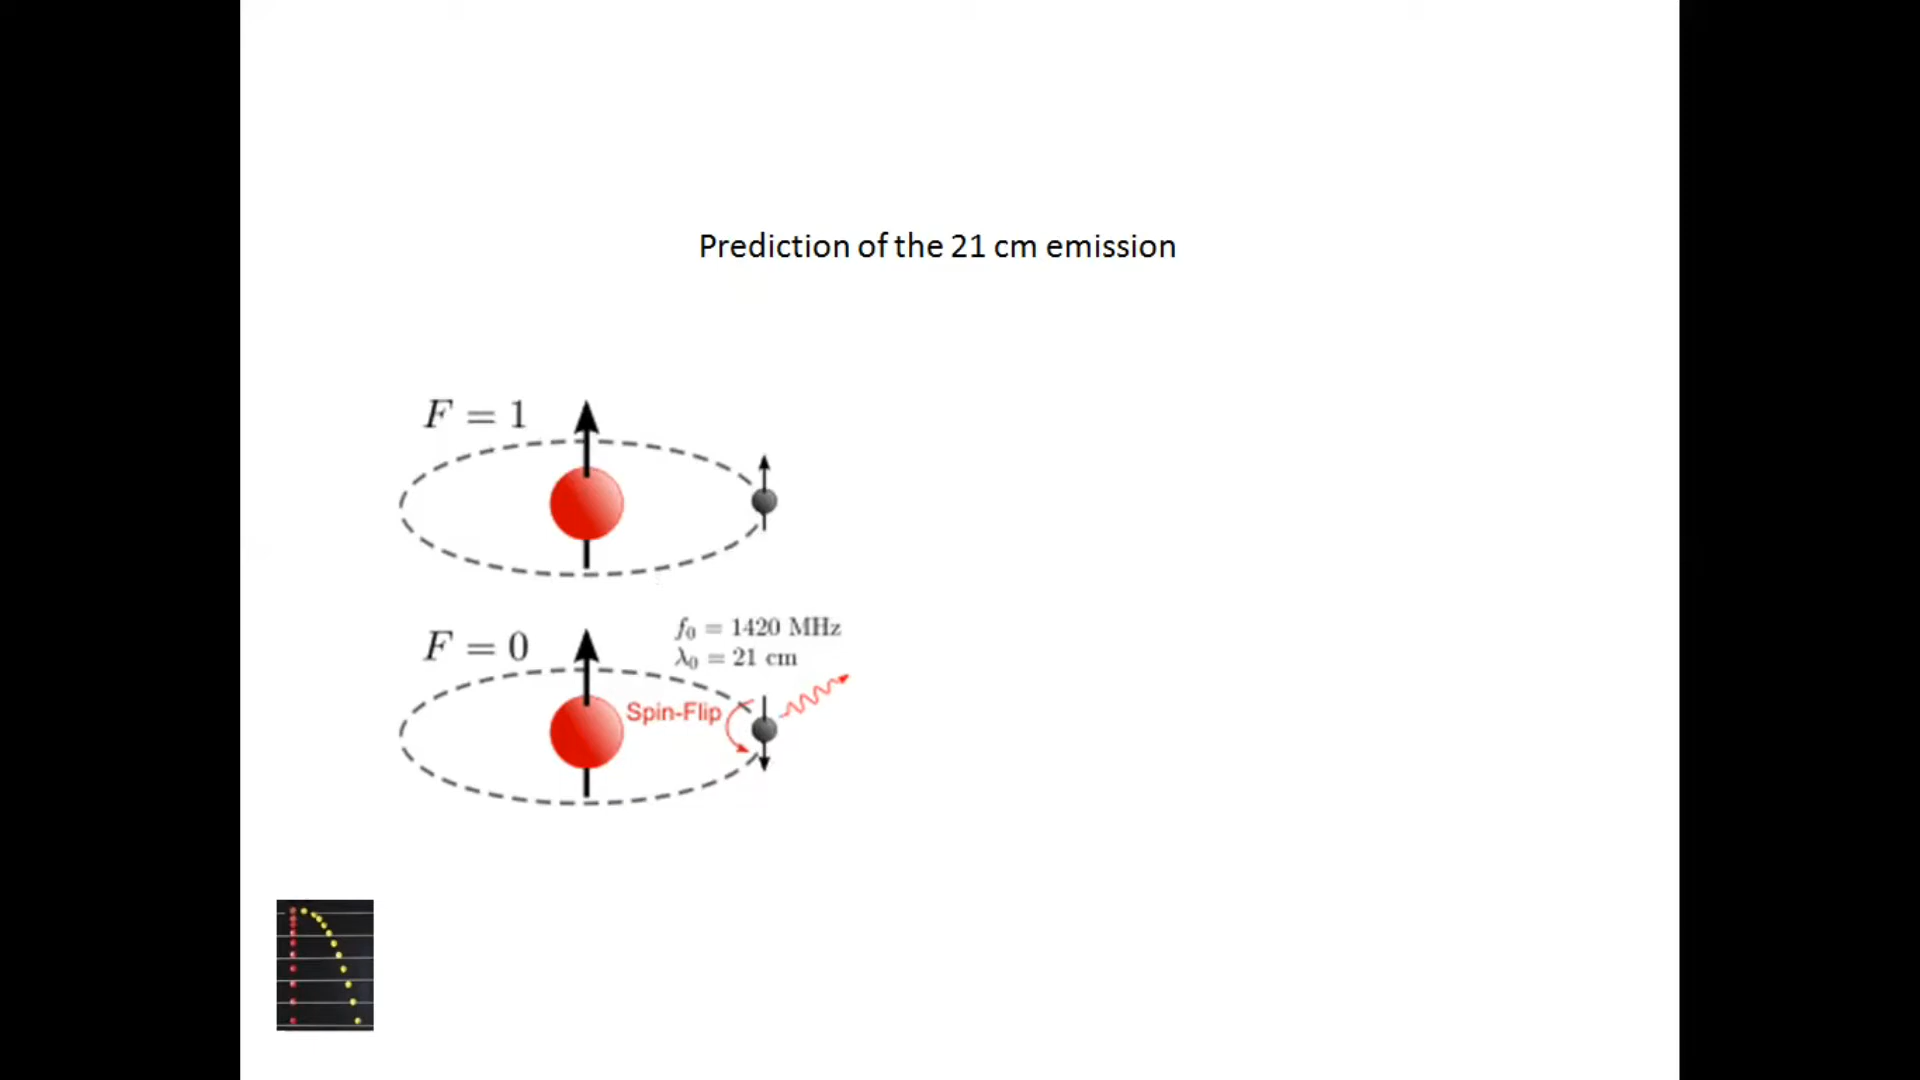 Prediction of the 21 cm emission
F = 1
F = 0
f₀ = 1420 MHz
λ₀ = 21 cm
Spin-Flip